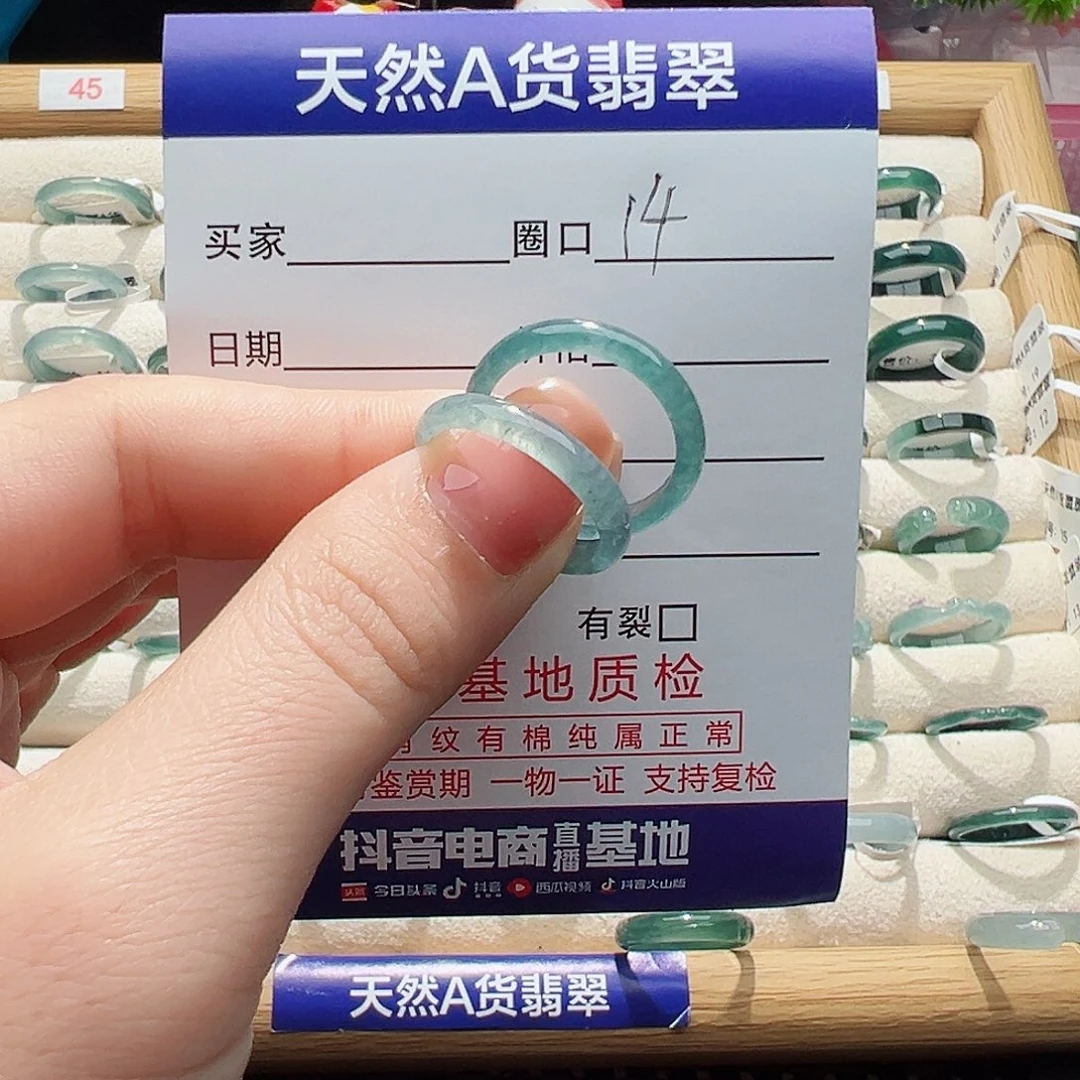 45
天然A货翡翠
买家 圈口 14
日期
有裂
基地质检
纹有棉纯属正常
鉴赏期 一物一证 支持复检
抖音电商直播基地
头条 今日头条 抖音 西瓜视频 抖音火山版
天然A货翡翠